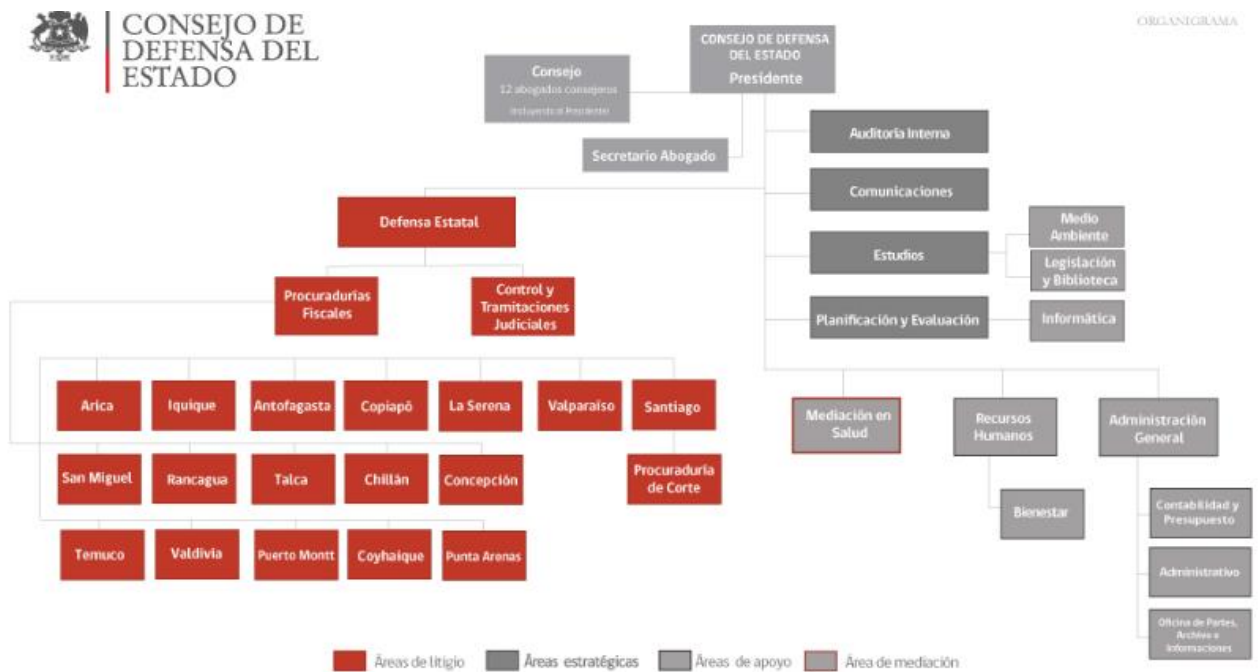 CONSEJO DE
DEFENSA DEL
ESTADO
ORGANIGRAMA
CONSEJO DE DEFENSA
DEL ESTADO
Presidente
Consejo
12 abogados consejeros
(incluyendo al Presidente)
Secretario Abogado
Auditoría Interna
Comunicaciones
Estudios
Medio
Ambiente
Legislación
y Biblioteca
Planificación y Evaluación
Informática
Defensa Estatal
Procuradurías
Fiscales
Control y
Tramitaciones
Judiciales
Arica
Iquique
Antofagasta
Copiapó
La Serena
Valparaíso
Santiago
San Miguel
Rancagua
Talca
Chillán
Concepción
Procuraduría
de Corte
Temuco
Valdivia
Puerto Montt
Coyhaique
Punta Arenas
Mediación en
Salud
Recursos
Humanos
Administración
General
Bienestar
Contabilidad y
Presupuesto
Administrativo
Oficina de Partes,
Archivo e
Informaciones
Áreas de litigio
Áreas estratégicas
Áreas de apoyo
Área de mediación